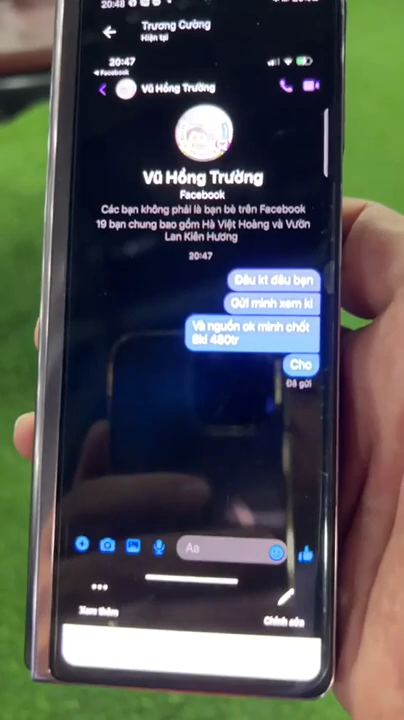 20:48
Trương Cường
Hiện tại
20:47
Facebook
Vũ Hồng Trường
Vũ Hồng Trường
Facebook
Các bạn không phải là bạn bè trên Facebook
19 bạn chung bao gồm Hà Việt Hoàng và Vườn
Lan Kiên Hương
20:47
Đâu kt đâu bạn
Gửi mình xem ki
Và nguồn ok mình chốt
8ki 480tr
Cho
Đã gửi
Aa
Xem thêm
Chỉnh sửa